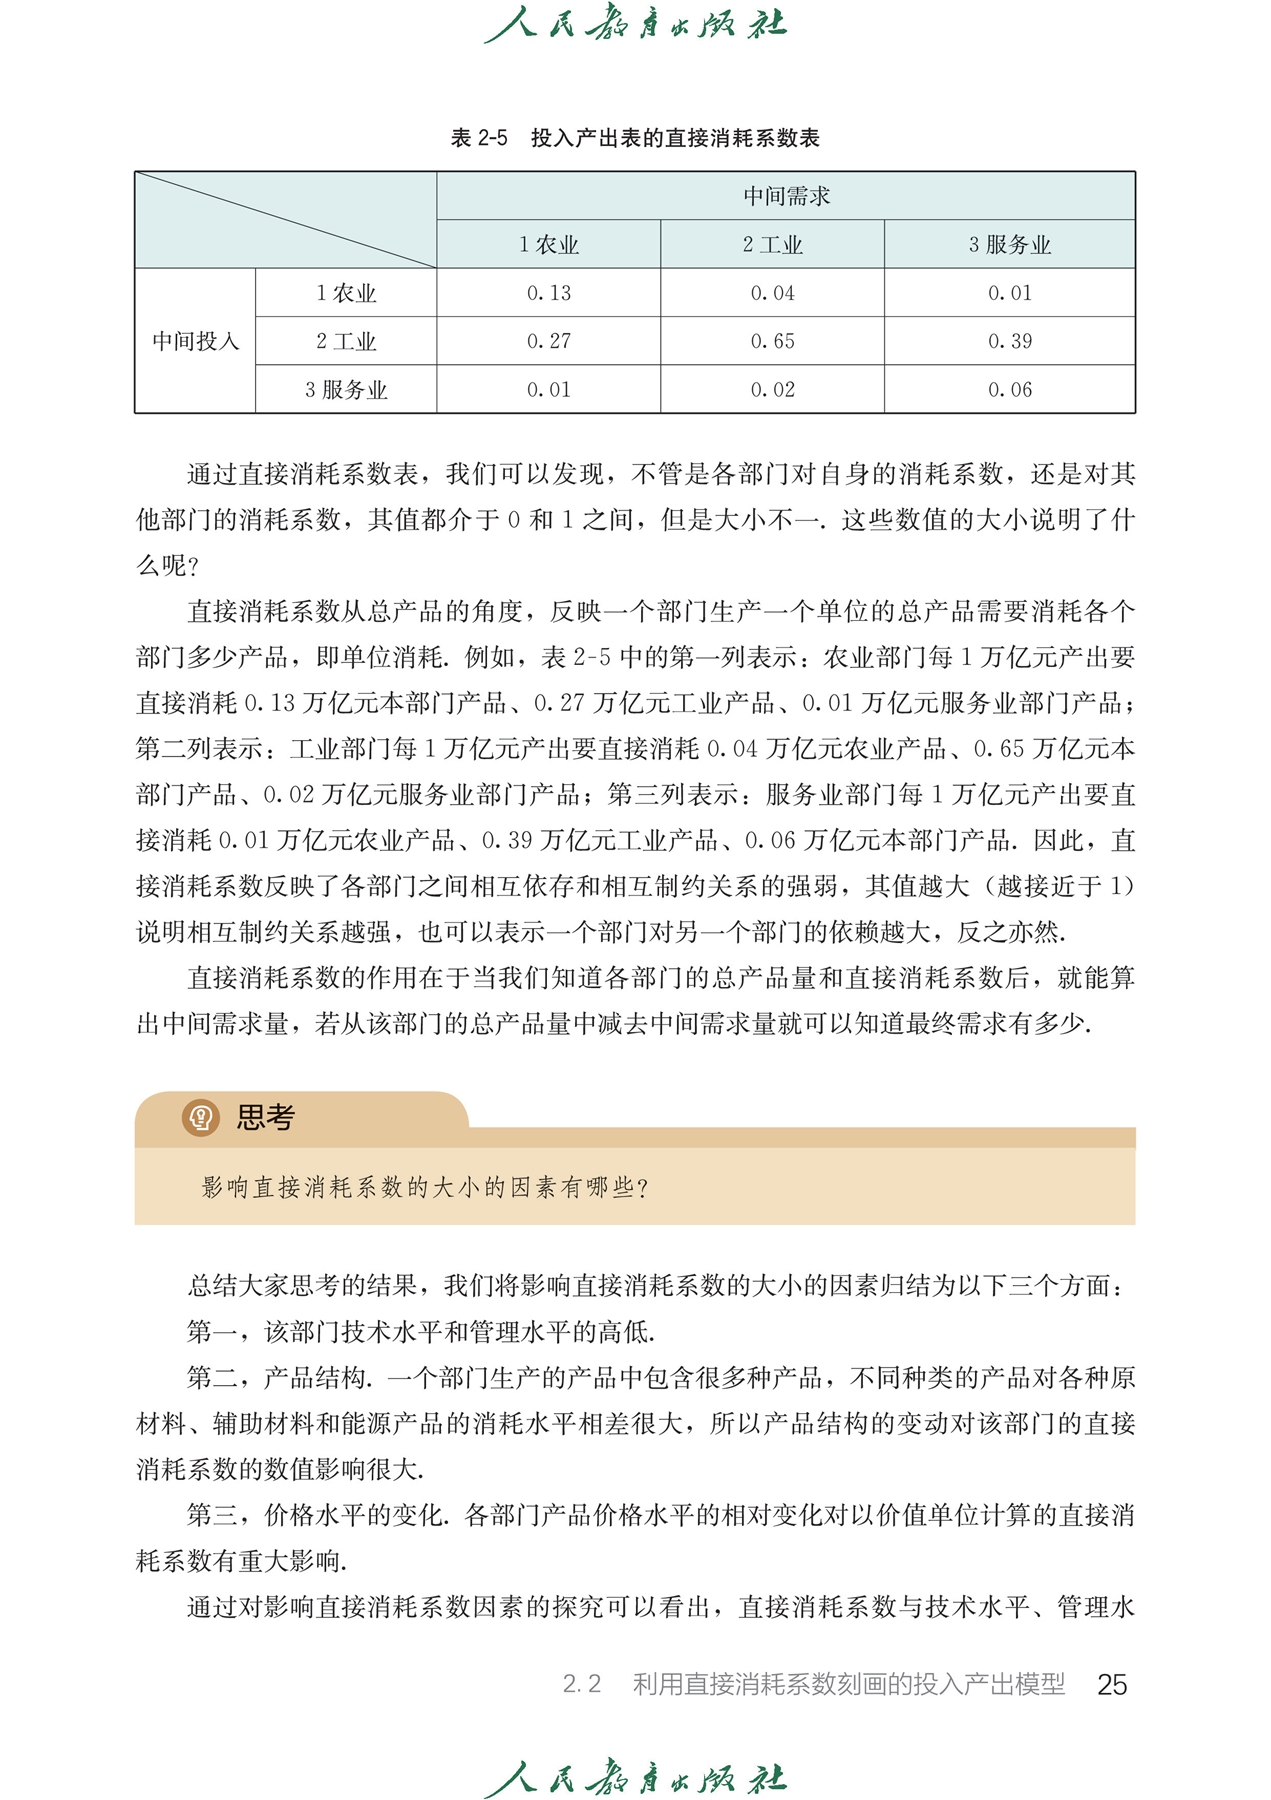 人民教育出版社
表 2-5 投入产出表的直接消耗系数表
中间需求
1 农业 2 工业 3 服务业
1 农业 0.13 0.04 0.01
中间投入 2 工业 0.27 0.65 0.39
3 服务业 0.01 0.02 0.06
通过直接消耗系数表，我们可以发现，不管是各部门对自身的消耗系数，还是对其
他部门的消耗系数，其值都介于 0 和 1 之间，但是大小不一. 这些数值的大小说明了什
么呢？
直接消耗系数从总产品的角度，反映一个部门生产一个单位的总产品需要消耗各个
部门多少产品，即单位消耗. 例如，表 2-5 中的第一列表示：农业部门每 1 万亿元产出要
直接消耗 0.13 万亿元本部门产品、0.27 万亿元工业产品、0.01 万亿元服务业部门产品；
第二列表示：工业部门每 1 万亿元产出要直接消耗 0.04 万亿元农业产品、0.65 万亿元本
部门产品、0.02 万亿元服务业部门产品；第三列表示：服务业部门每 1 万亿元产出要直
接消耗 0.01 万亿元农业产品、0.39 万亿元工业产品、0.06 万亿元本部门产品. 因此，直
接消耗系数反映了各部门之间相互依存和相互制约关系的强弱，其值越大（越接近于 1）
说明相互制约关系越强，也可以表示一个部门对另一个部门的依赖越大，反之亦然.
直接消耗系数的作用在于当我们知道各部门的总产品量和直接消耗系数后，就能算
出中间需求量，若从该部门的总产品量中减去中间需求量就可以知道最终需求有多少.
思考
影响直接消耗系数的大小的因素有哪些？
总结大家思考的结果，我们将影响直接消耗系数的大小的因素归结为以下三个方面：
第一，该部门技术水平和管理水平的高低.
第二，产品结构. 一个部门生产的产品中包含很多种产品，不同种类的产品对各种原
材料、辅助材料和能源产品的消耗水平相差很大，所以产品结构的变动对该部门的直接
消耗系数的数值影响很大.
第三，价格水平的变化. 各部门产品价格水平的相对变化对以价值单位计算的直接消
耗系数有重大影响.
通过对影响直接消耗系数因素的探究可以看出，直接消耗系数与技术水平、管理水
2.2 利用直接消耗系数刻画的投入产出模型 25
人民教育出版社